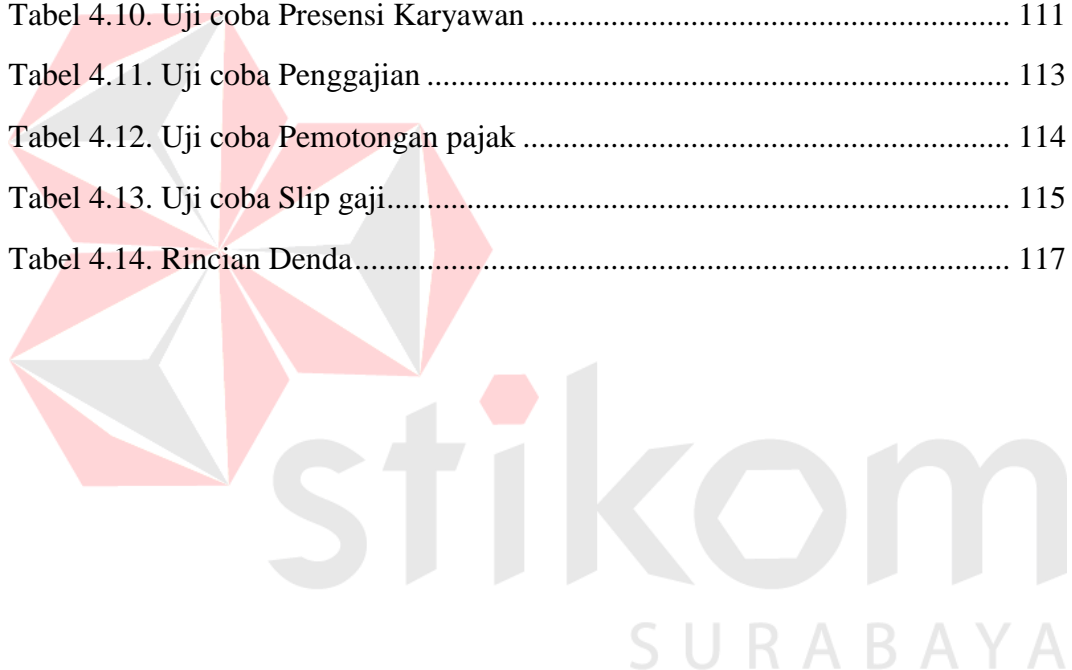 Tabel 4.10. Uji coba Presensi Karyawan ................................................................ 111
Tabel 4.11. Uji coba Penggajian .............................................................................. 113
Tabel 4.12. Uji coba Pemotongan pajak ................................................................. 114
Tabel 4.13. Uji coba Slip gaji................................................................................... 115
Tabel 4.14. Rincian Denda....................................................................................... 117
stikom
SURABAYA